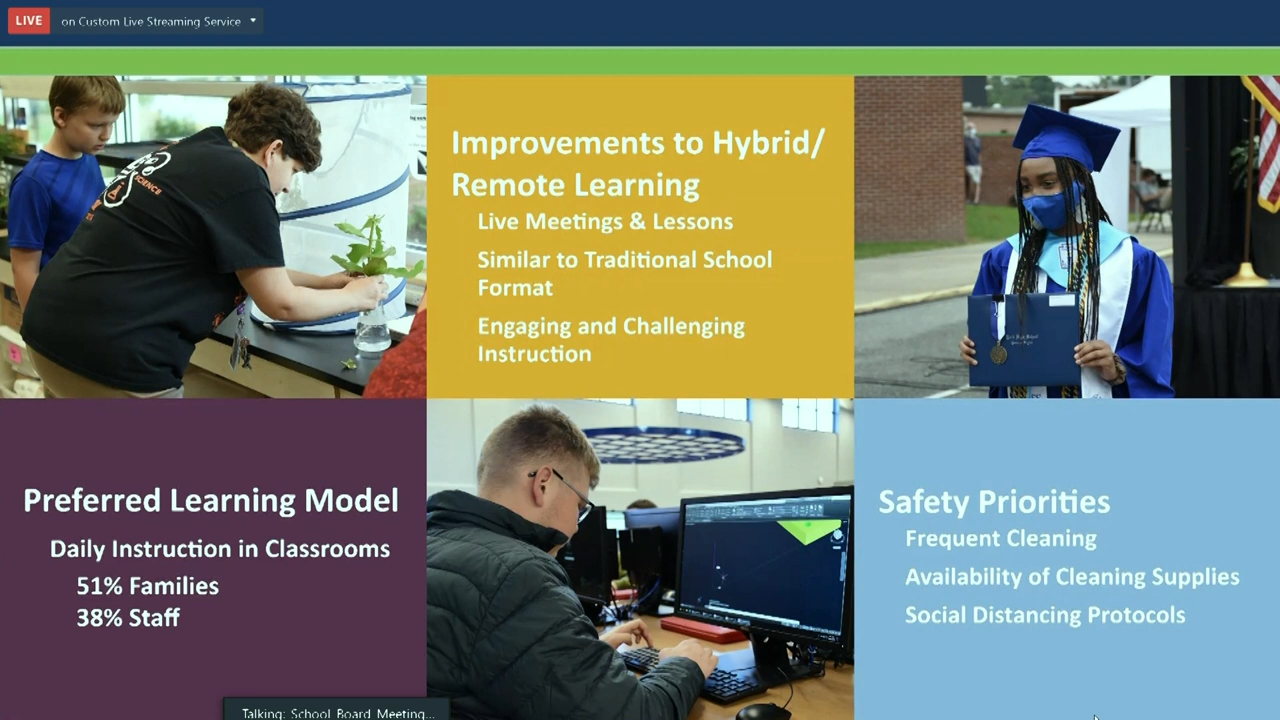 LIVE on Custom Live Streaming Service
Improvements to Hybrid/
Remote Learning
Live Meetings & Lessons
Similar to Traditional School
Format
Engaging and Challenging
Instruction
Preferred Learning Model
Daily Instruction in Classrooms
51% Families
38% Staff
Safety Priorities
Frequent Cleaning
Availability of Cleaning Supplies
Social Distancing Protocols
SCIENCE
Talking: School Board Meeting...